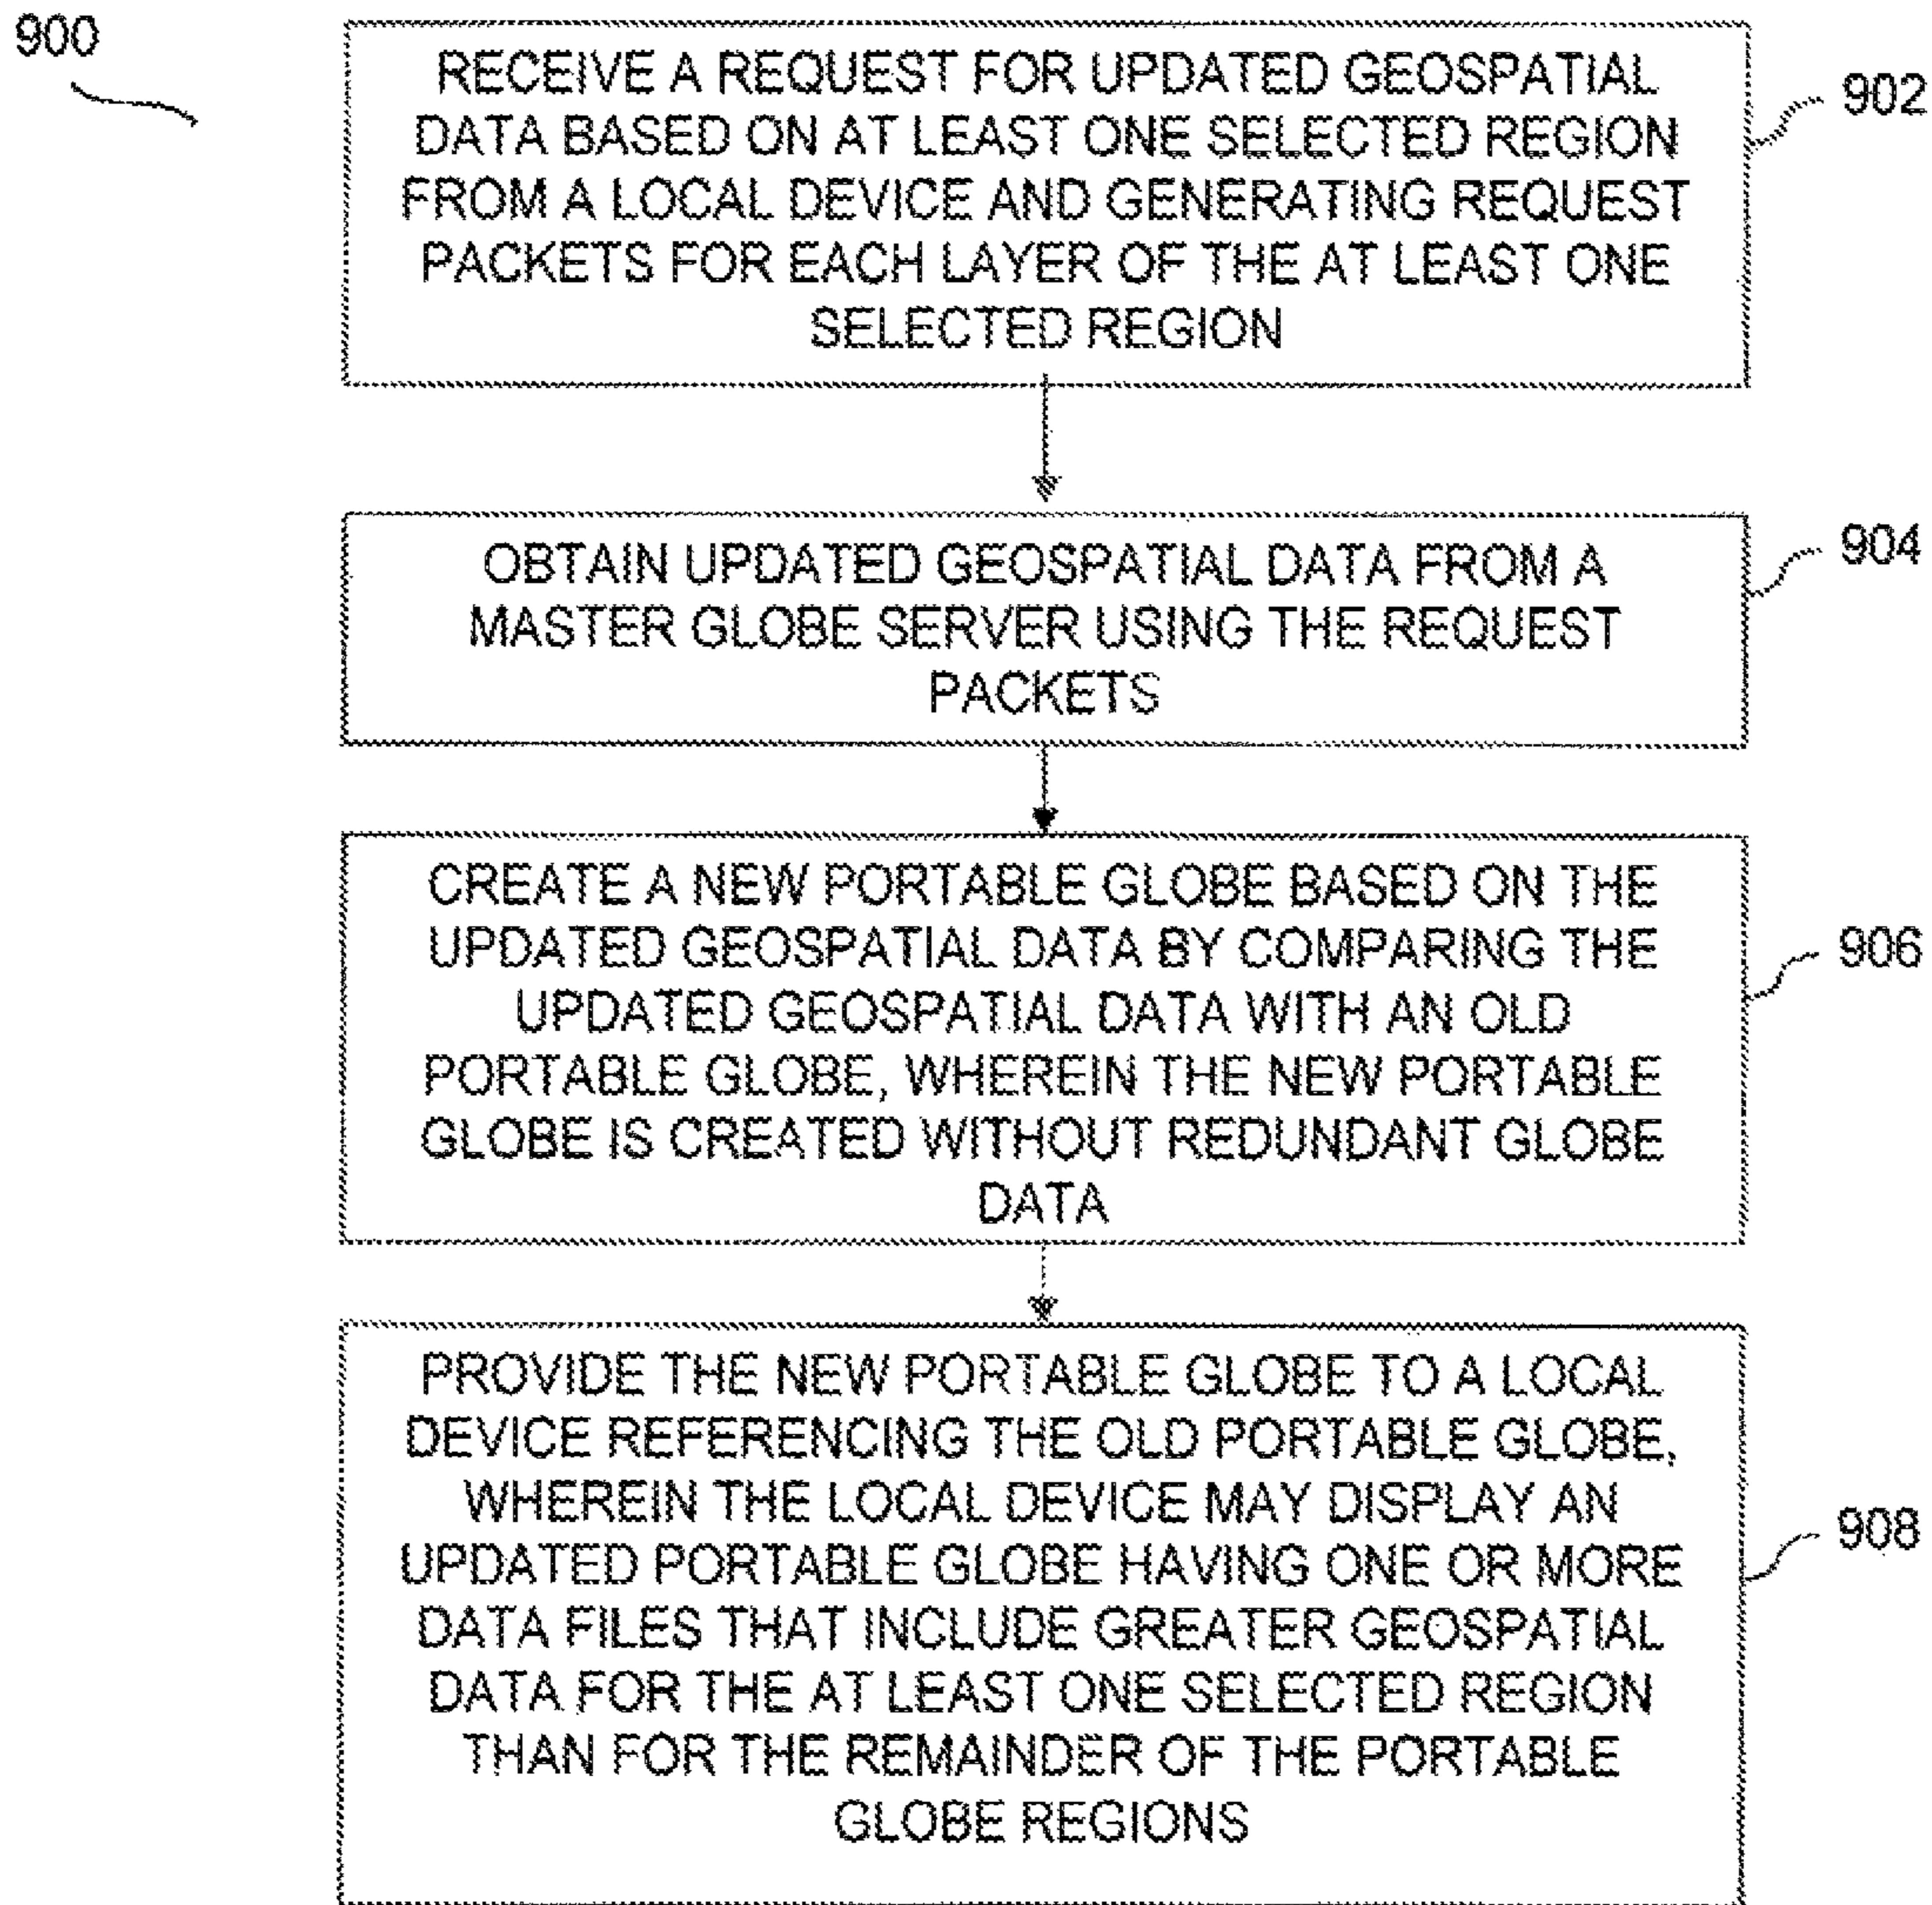 900
RECEIVE A REQUEST FOR UPDATED GEOSPATIAL
DATA BASED ON AT LEAST ONE SELECTED REGION
FROM A LOCAL DEVICE AND GENERATING REQUEST
PACKETS FOR EACH LAYER OF THE AT LEAST ONE
SELECTED REGION
902
OBTAIN UPDATED GEOSPATIAL DATA FROM A
MASTER GLOBE SERVER USING THE REQUEST
PACKETS
904
CREATE A NEW PORTABLE GLOBE BASED ON THE
UPDATED GEOSPATIAL DATA BY COMPARING THE
UPDATED GEOSPATIAL DATA WITH AN OLD
PORTABLE GLOBE, WHEREIN THE NEW PORTABLE
GLOBE IS CREATED WITHOUT REDUNDANT GLOBE
DATA
906
PROVIDE THE NEW PORTABLE GLOBE TO A LOCAL
DEVICE REFERENCING THE OLD PORTABLE GLOBE,
WHEREIN THE LOCAL DEVICE MAY DISPLAY AN
UPDATED PORTABLE GLOBE HAVING ONE OR MORE
DATA FILES THAT INCLUDE GREATER GEOSPATIAL
DATA FOR THE AT LEAST ONE SELECTED REGION
THAN FOR THE REMAINDER OF THE PORTABLE
GLOBE REGIONS
908